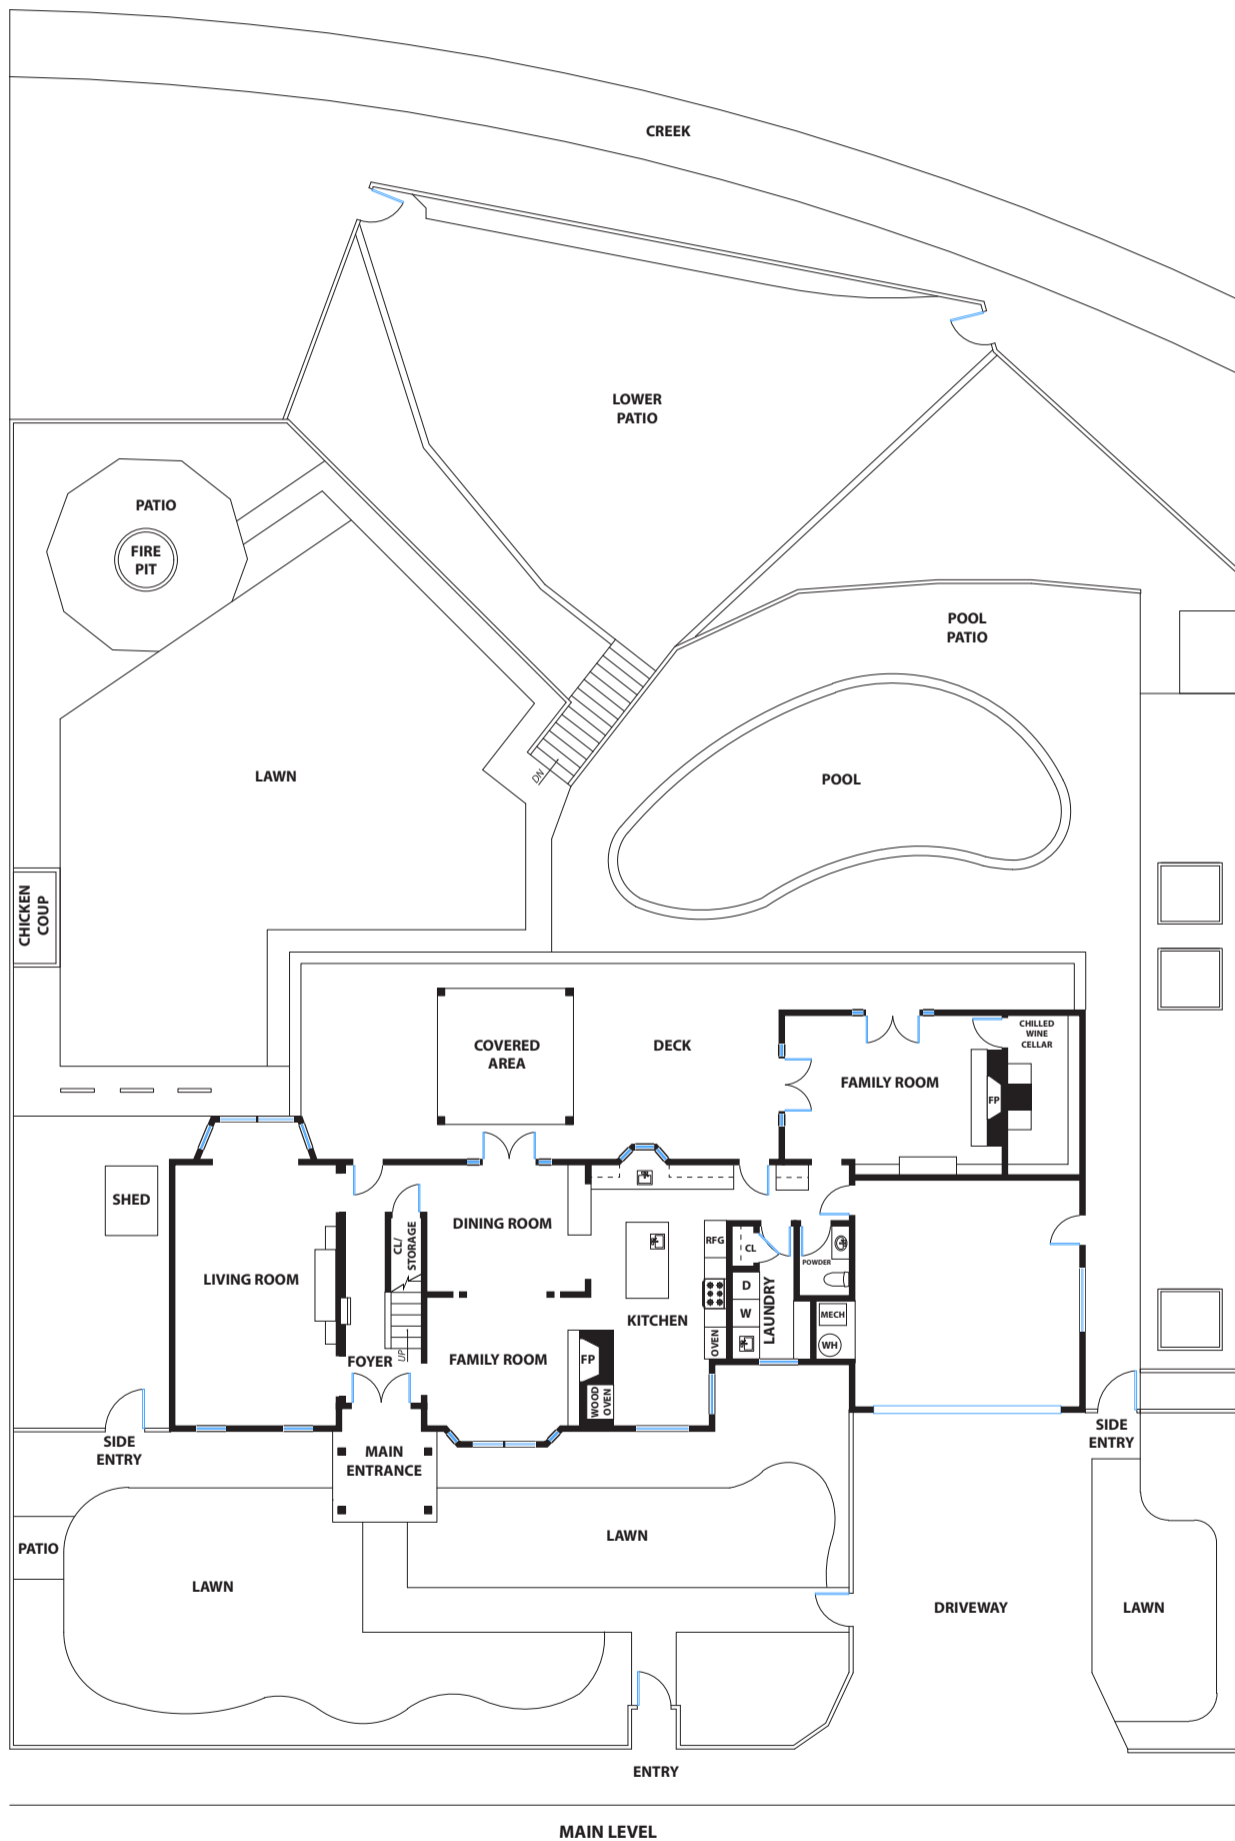 CREEK
LOWER
PATIO
PATIO
FIRE
PIT
POOL
PATIO
LAWN
DN
POOL
CHICKEN
COUP
COVERED
AREA
DECK
FAMILY ROOM
CHILLED
WINE
CELLAR
FP
SHED
LIVING ROOM
CL/
STORAGE
DINING ROOM
RFG
CL
POWDER
D
W
LAUNDRY
KITCHEN
OVEN
MECH
WH
FOYER
UP
FAMILY ROOM
FP
WOOD
OVEN
SIDE
ENTRY
MAIN
ENTRANCE
SIDE
ENTRY
PATIO
LAWN
LAWN
DRIVEWAY
LAWN
ENTRY
MAIN LEVEL